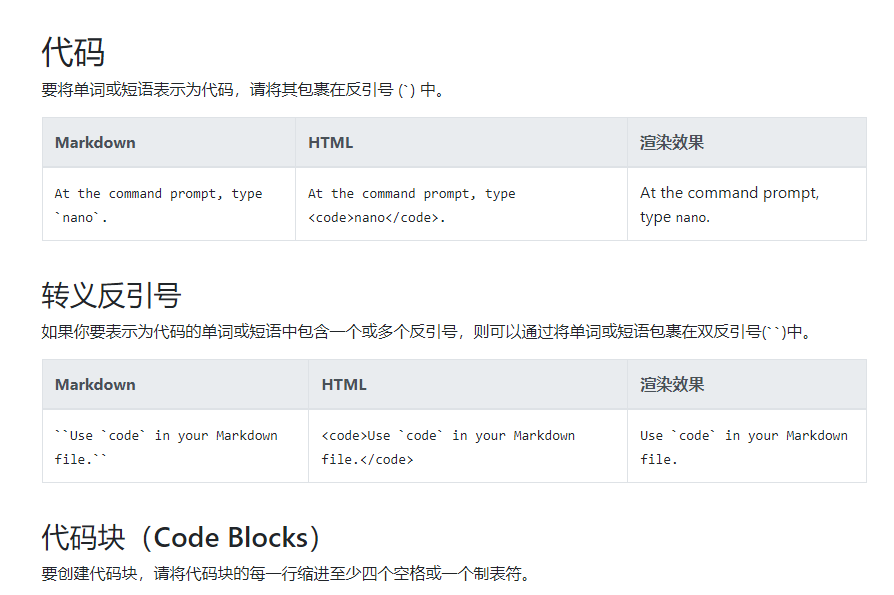 代码
要将单词或短语表示为代码，请将其包裹在反引号 (`) 中。
Markdown HTML 渲染效果
At the command prompt, type At the command prompt, type At the command prompt,
`nano`. <code>nano</code>. type nano.
转义反引号
如果你要表示为代码的单词或短语中包含一个或多个反引号，则可以通过将单词或短语包裹在双反引号(``)中。
Markdown HTML 渲染效果
``Use `code` in your Markdown <code>Use `code` in your Markdown Use `code` in your Markdown
file.`` file.</code> file.
代码块（Code Blocks）
要创建代码块，请将代码块的每一行缩进至少四个空格或一个制表符。